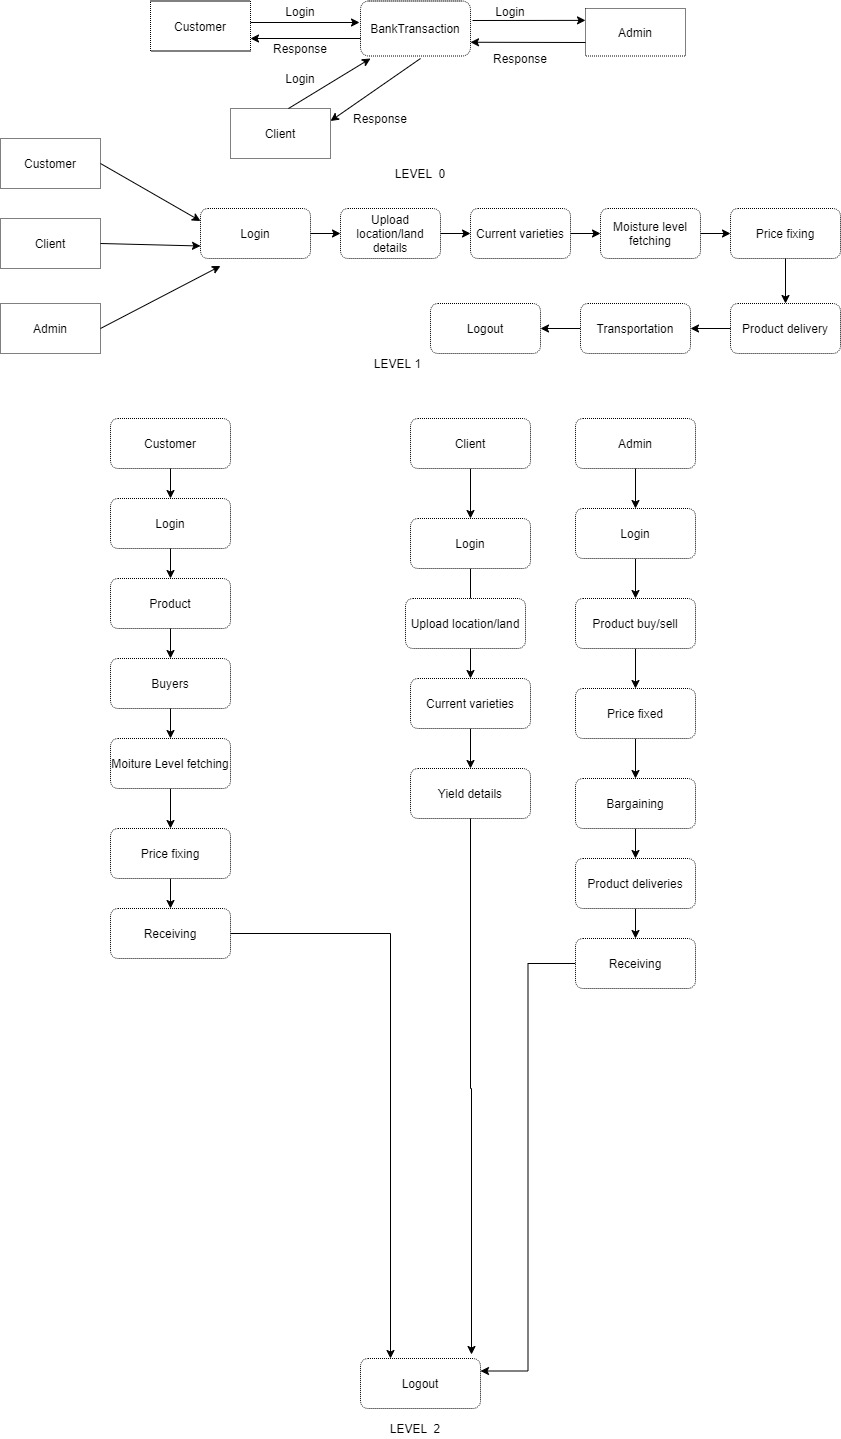 Login
Login
Customer
BankTransaction
Admin
Response
Response
Login
Response
Client
LEVEL 0
Customer
Client
Admin
Login
Upload
location/land
details
Current varieties
Moisture level
fetching
Price fixing
Logout
Transportation
Product delivery
LEVEL 1
Customer
Login
Product
Buyers
Moiture Level fetching
Price fixing
Receiving
Client
Login
Upload location/land
Current varieties
Yield details
Admin
Login
Product buy/sell
Price fixed
Bargaining
Product deliveries
Receiving
Logout
LEVEL 2